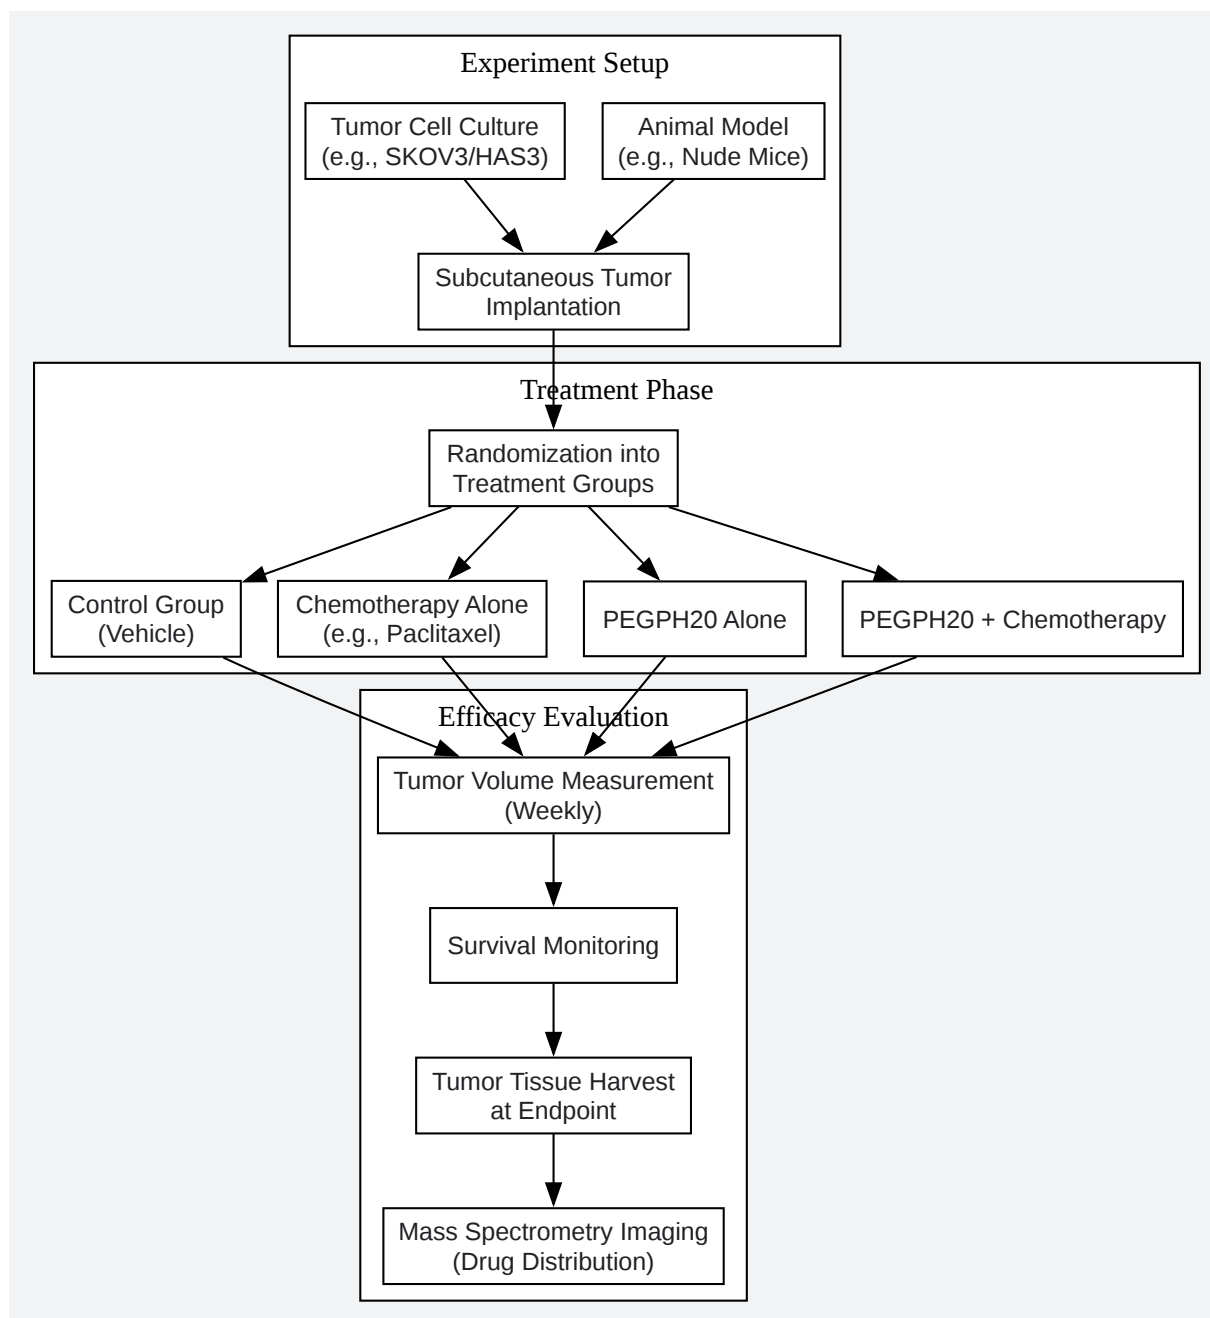 Experiment Setup
Tumor Cell Culture
(e.g., SKOV3/HAS3)
Animal Model
(e.g., Nude Mice)
Subcutaneous Tumor
Implantation
Treatment Phase
Randomization into
Treatment Groups
Control Group
(Vehicle)
Chemotherapy Alone
(e.g., Paclitaxel)
PEGPH20 Alone
PEGPH20 + Chemotherapy
Efficacy Evaluation
Tumor Volume Measurement
(Weekly)
Survival Monitoring
Tumor Tissue Harvest
at Endpoint
Mass Spectrometry Imaging
(Drug Distribution)